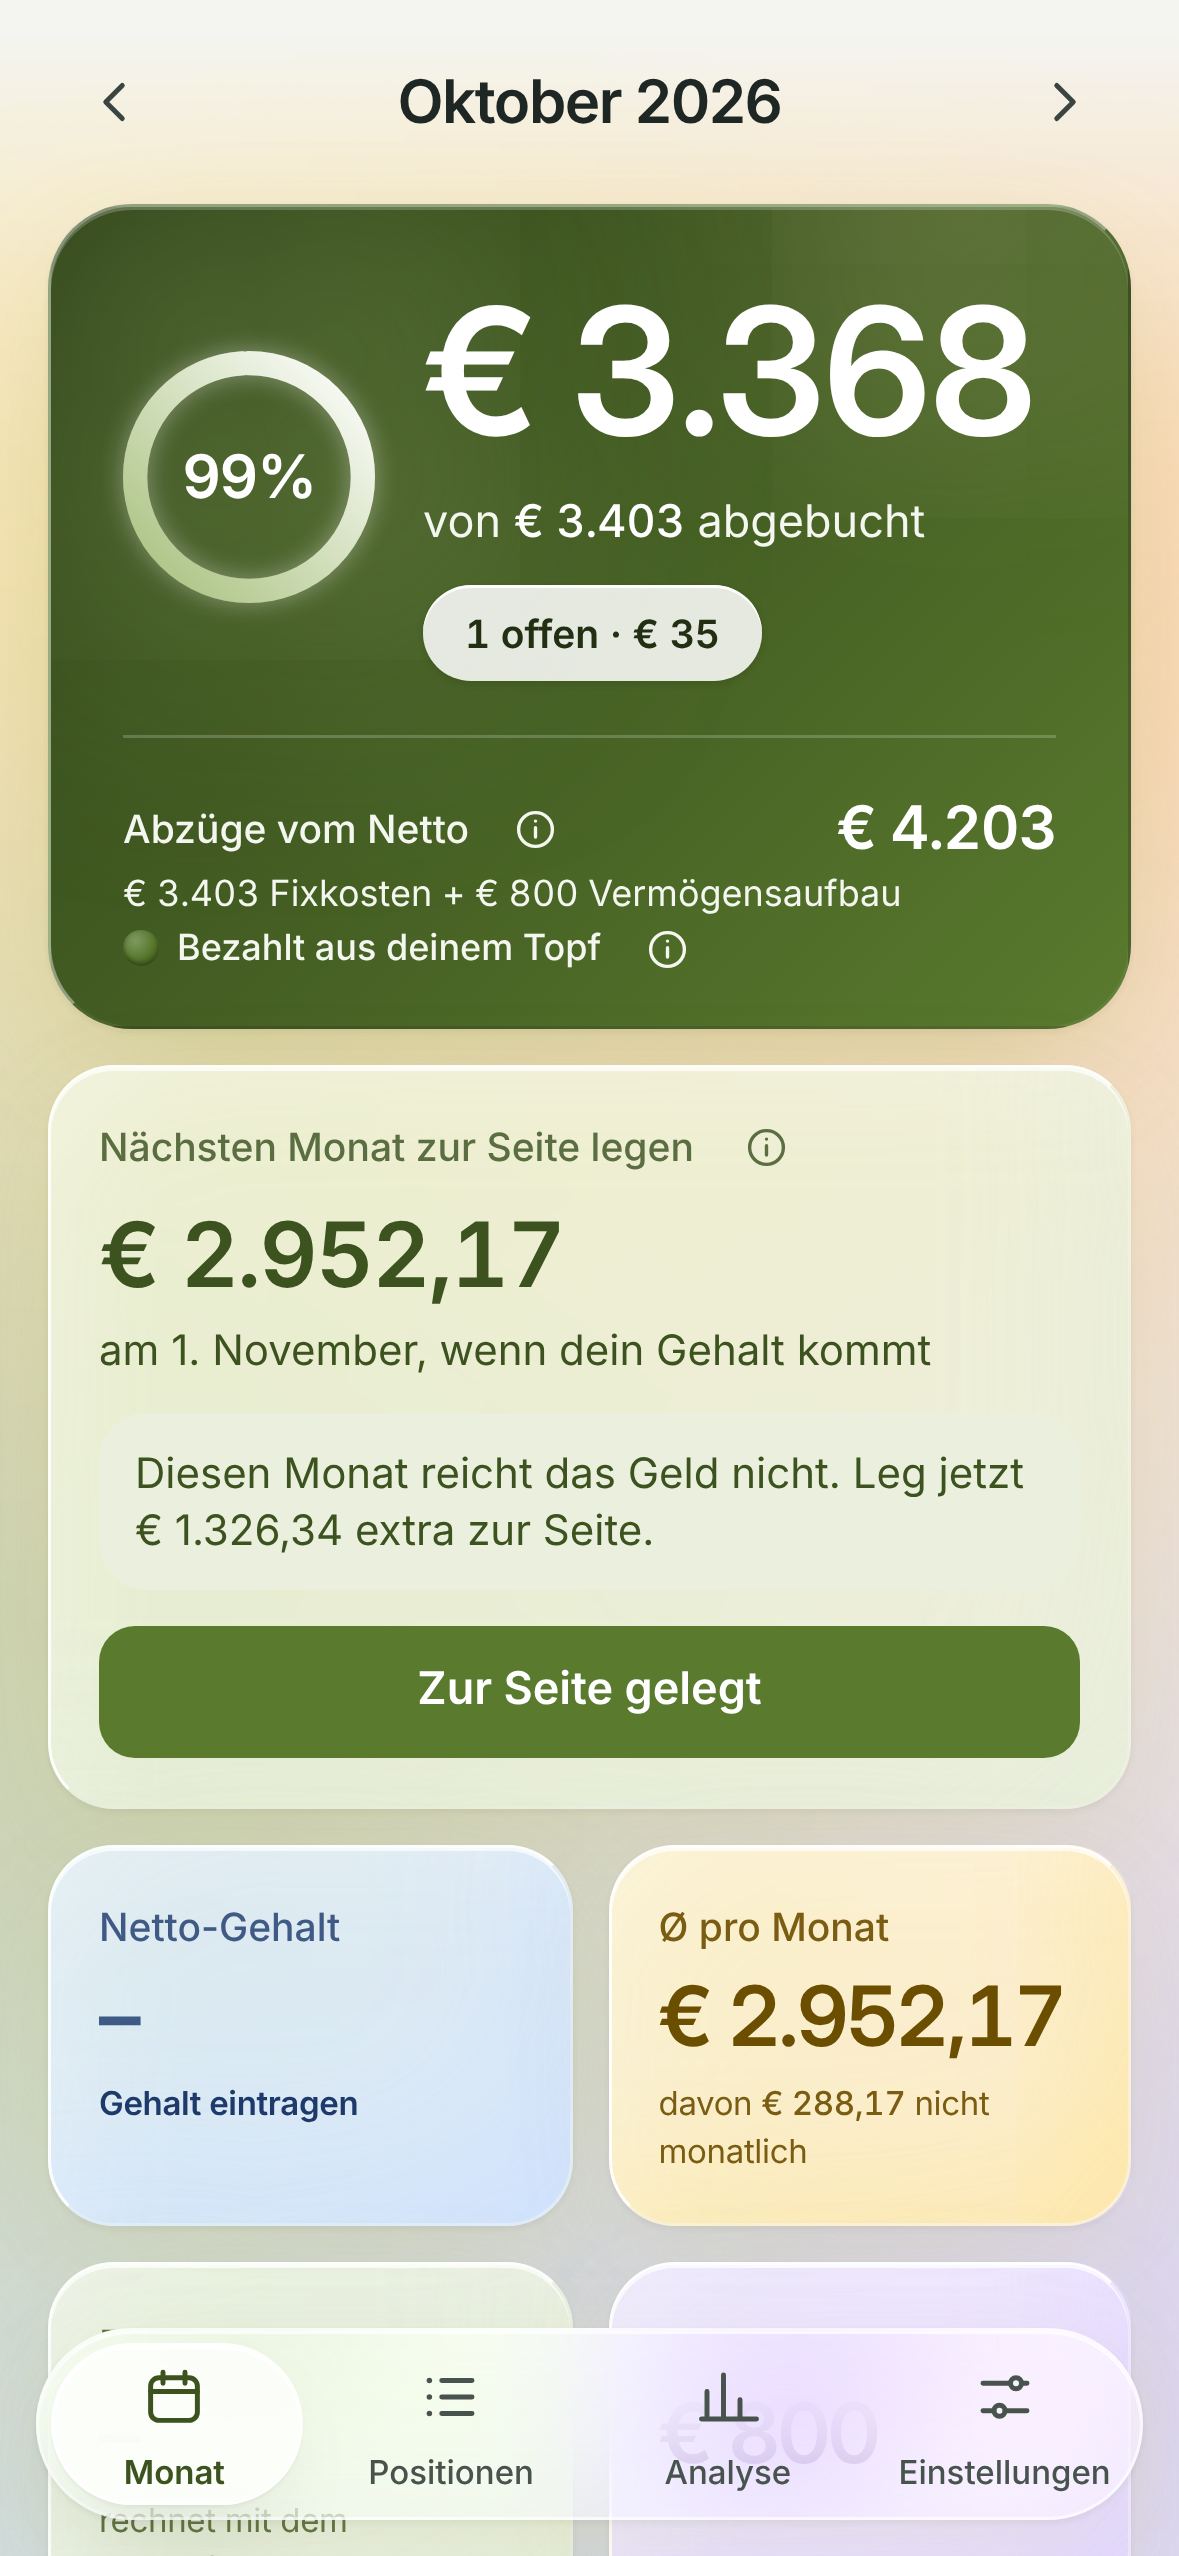 Oktober 2026
99%
€ 3.368
von € 3.403 abgebucht
1 offen · € 35
Abzüge vom Netto
€ 4.203
€ 3.403 Fixkosten + € 800 Vermögensaufbau
Bezahlt aus deinem Topf
Nächsten Monat zur Seite legen
€ 2.952,17
am 1. November, wenn dein Gehalt kommt
Diesen Monat reicht das Geld nicht. Leg jetzt
€ 1.326,34 extra zur Seite.
Zur Seite gelegt
Netto-Gehalt
–
Gehalt eintragen
Ø pro Monat
€ 2.952,17
davon € 288,17 nicht
monatlich
€ 800
Monat
Positionen
Analyse
Einstellungen
rechnet mit dem